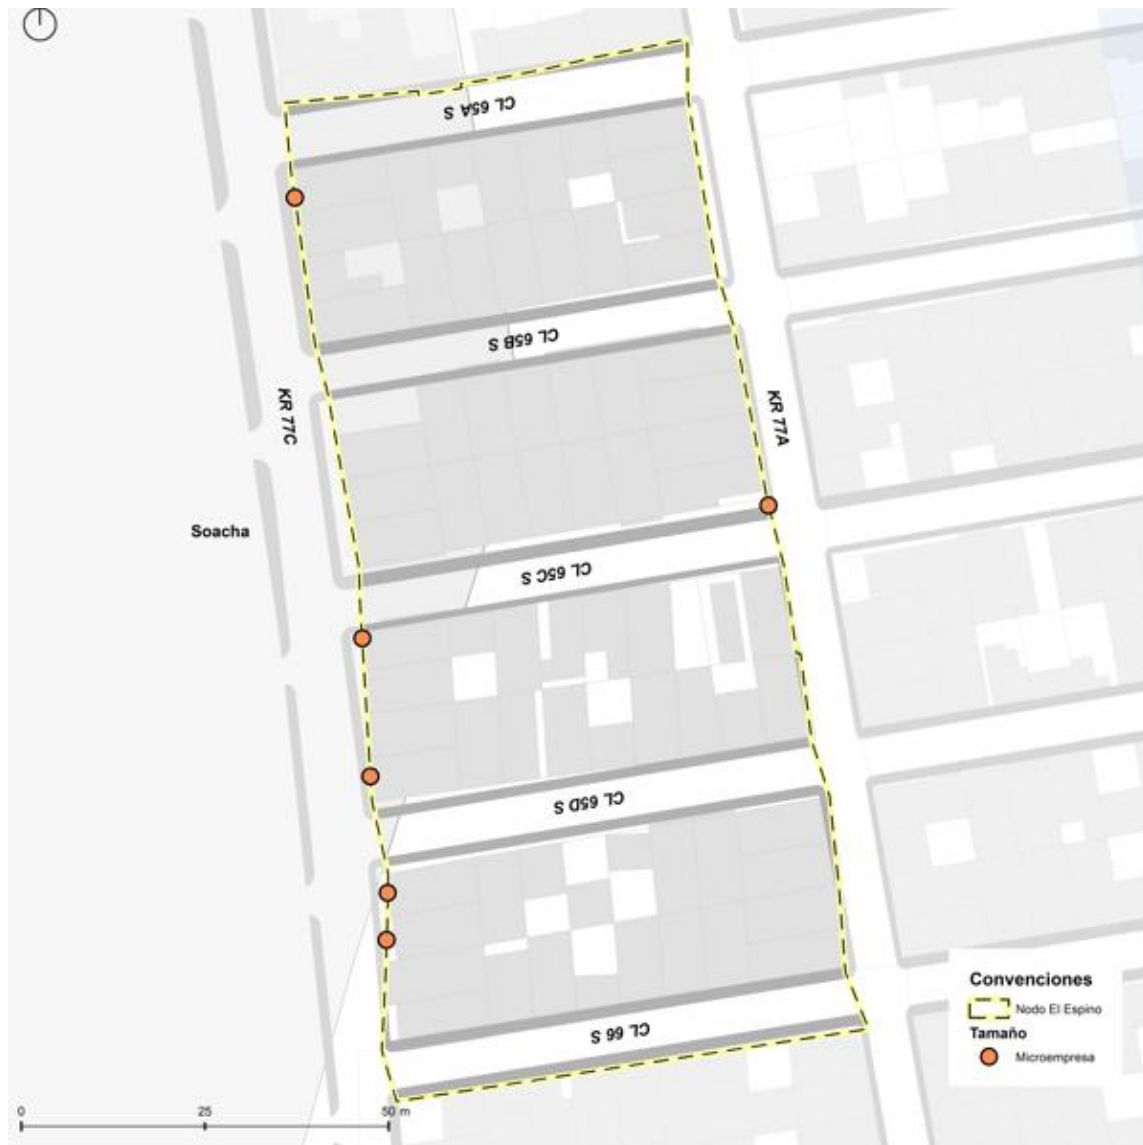 CL 65A S
CL 65B S
KR 77C
KR 77A
Soacha
CL 65C S
CL 65D S
CL 66 S
Convenciones
Nodo El Espino
Tamaño
Microempresa
0 25 50 m